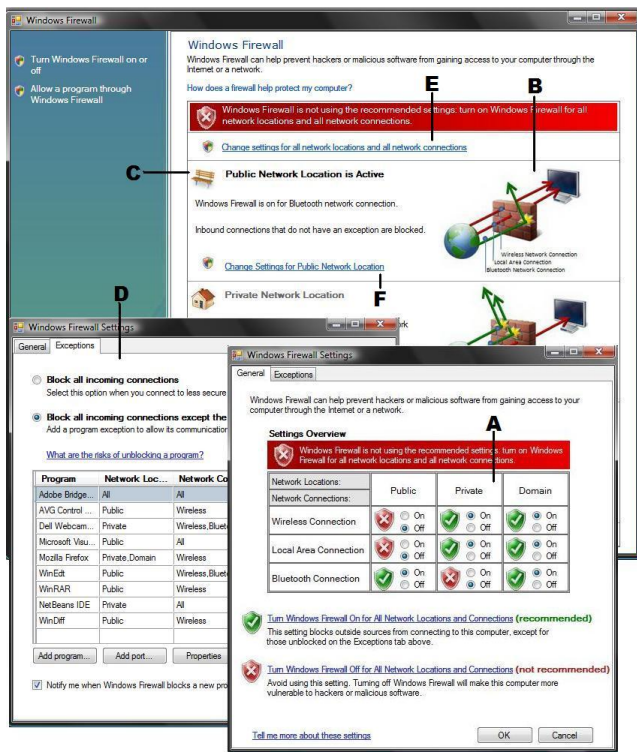 Windows Firewall
Turn Windows Firewall on or
off
Allow a program through
Windows Firewall
Windows Firewall
Windows Firewall can help prevent hackers or malicious software from gaining access to your computer through the
Internet or a network.
How does a firewall help protect my computer?
E
B
Windows Firewall is not using the recommended settings: turn on Windows Firewall for all
network locations and all network connections.
Change settings for all network locations and all network connections
C
Public Network Location is Active
Windows Firewall is on for Bluetooth network connection.
Inbound connections that do not have an exception are blocked.
Wireless Network Connection
Local Area Connection
Bluetooth Network Connection
Change Settings for Public Network Location
F
Private Network Location
D
Windows Firewall Settings
General Exceptions
Block all incoming connections
Select this option when you connect to less secure
Block all incoming connections except the
Add a program exception to allow its communication
What are the risks of unblocking a program?
Program Network Loc... Network Co
Adobe Bridge... All All
AVG Control ... Public Wireless
Dell Webcam... Private Wireless,Bluet
Microsoft Visu... Public All
Mozilla Firefox Private,Domain Wireless
WinEdt Public Wireless,Bluet
WinRAR Public Wireless
NetBeans IDE Private All
WinDiff Public Wireless
Add program... Add port... Properties
Notify me when Windows Firewall blocks a new pro
Windows Firewall Settings
General Exceptions
Windows Firewall can help prevent hackers or malicious software from gaining access to your
computer through the Internet or a network.
A
Settings Overview
Windows Firewall is not using the recommended settings: turn on Windows
Firewall for all network locations and all network connections.
Network Locations:
Network Connections:
Public Private Domain
Wireless Connection On Off On Off On Off
Local Area Connection On Off On Off On Off
Bluetooth Connection On Off On Off On Off
Turn Windows Firewall On for All Network Locations and Connections (recommended)
This setting blocks outside sources from connecting to this computer, except for
those unblocked on the Exceptions tab above.
Turn Windows Firewall Off for All Network Locations and Connections (not recommended)
Avoid using this setting. Turning off Windows Firewall will make this computer more
vulnerable to hackers or malicious software.
Tell me more about these settings
OK Cancel